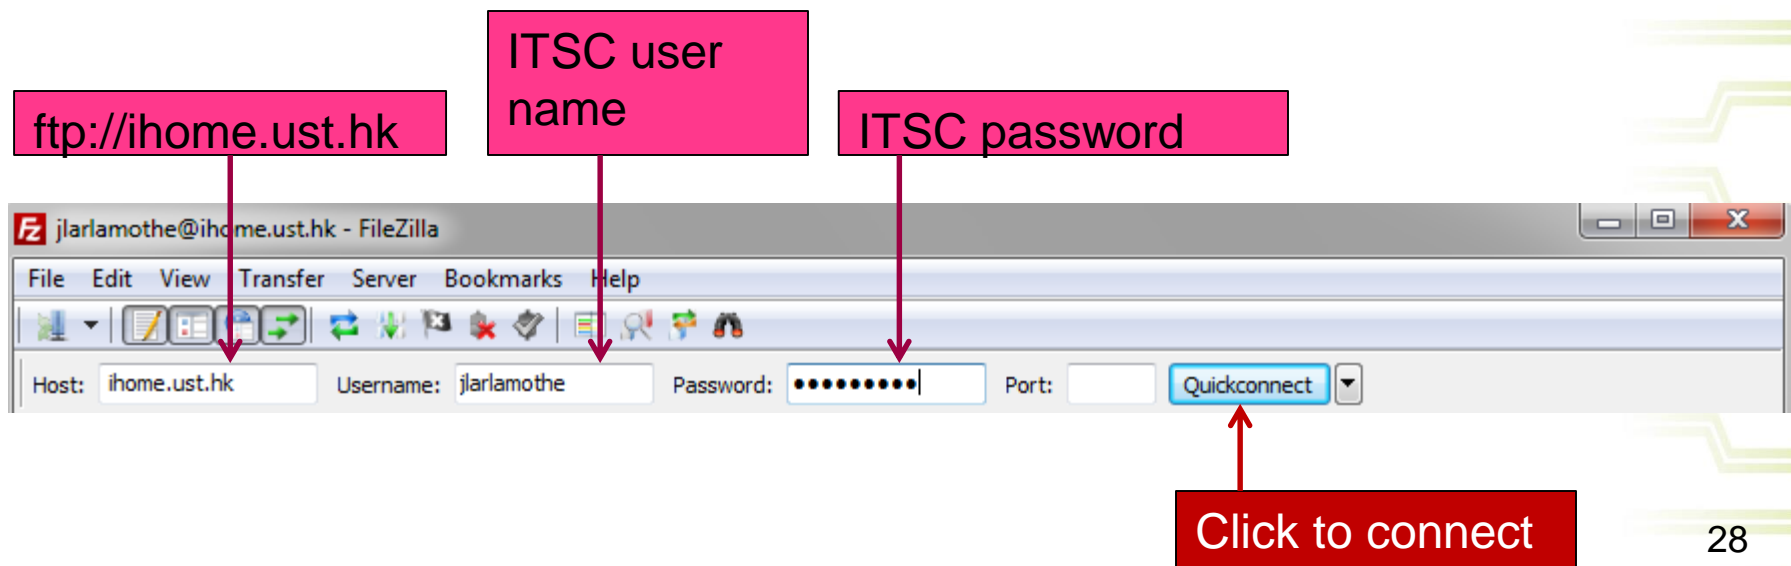 ITSC user
name
ftp://ihome.ust.hk
ITSC password
jlarlamothe@ihome.ust.hk - FileZilla
File Edit View Transfer Server Bookmarks Help
Host: ihome.ust.hk Username: jlarlamothe Password: ●●●●●●●●● Port: Quickconnect
Click to connect
28